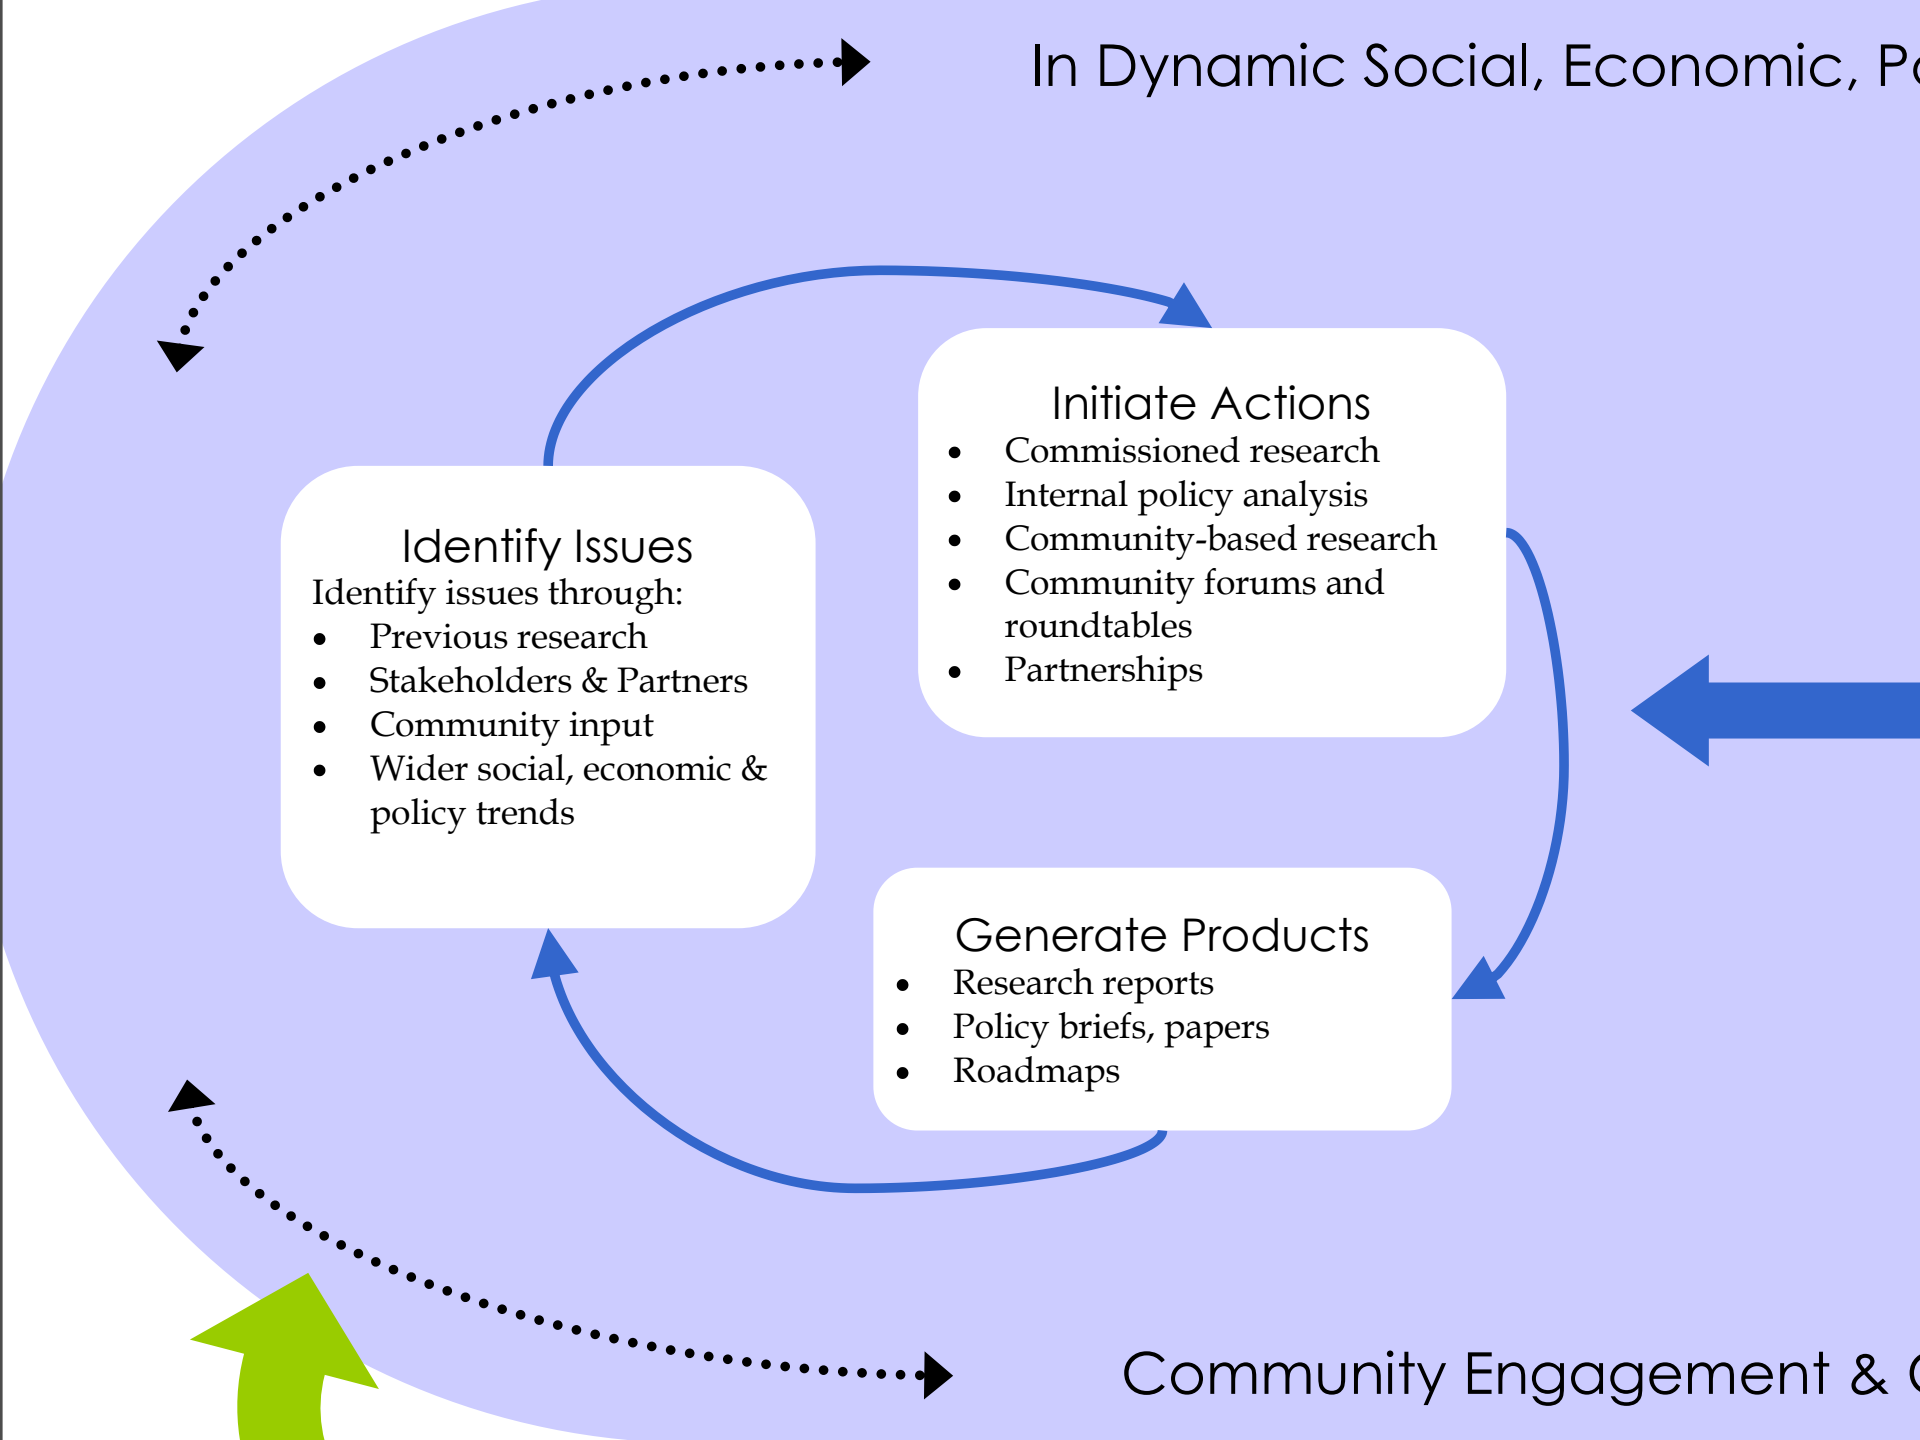 In Dynamic Social, Economic,
Initiate Actions
• Commissioned research
• Internal policy analysis
• Community-based research
• Community forums and
roundtables
• Partnerships
Identify Issues
Identify issues through:
• Previous research
• Stakeholders & Partners
• Community input
• Wider social, economic &
policy trends
Generate Products
• Research reports
• Policy briefs, papers
• Roadmaps
Community Engagement &